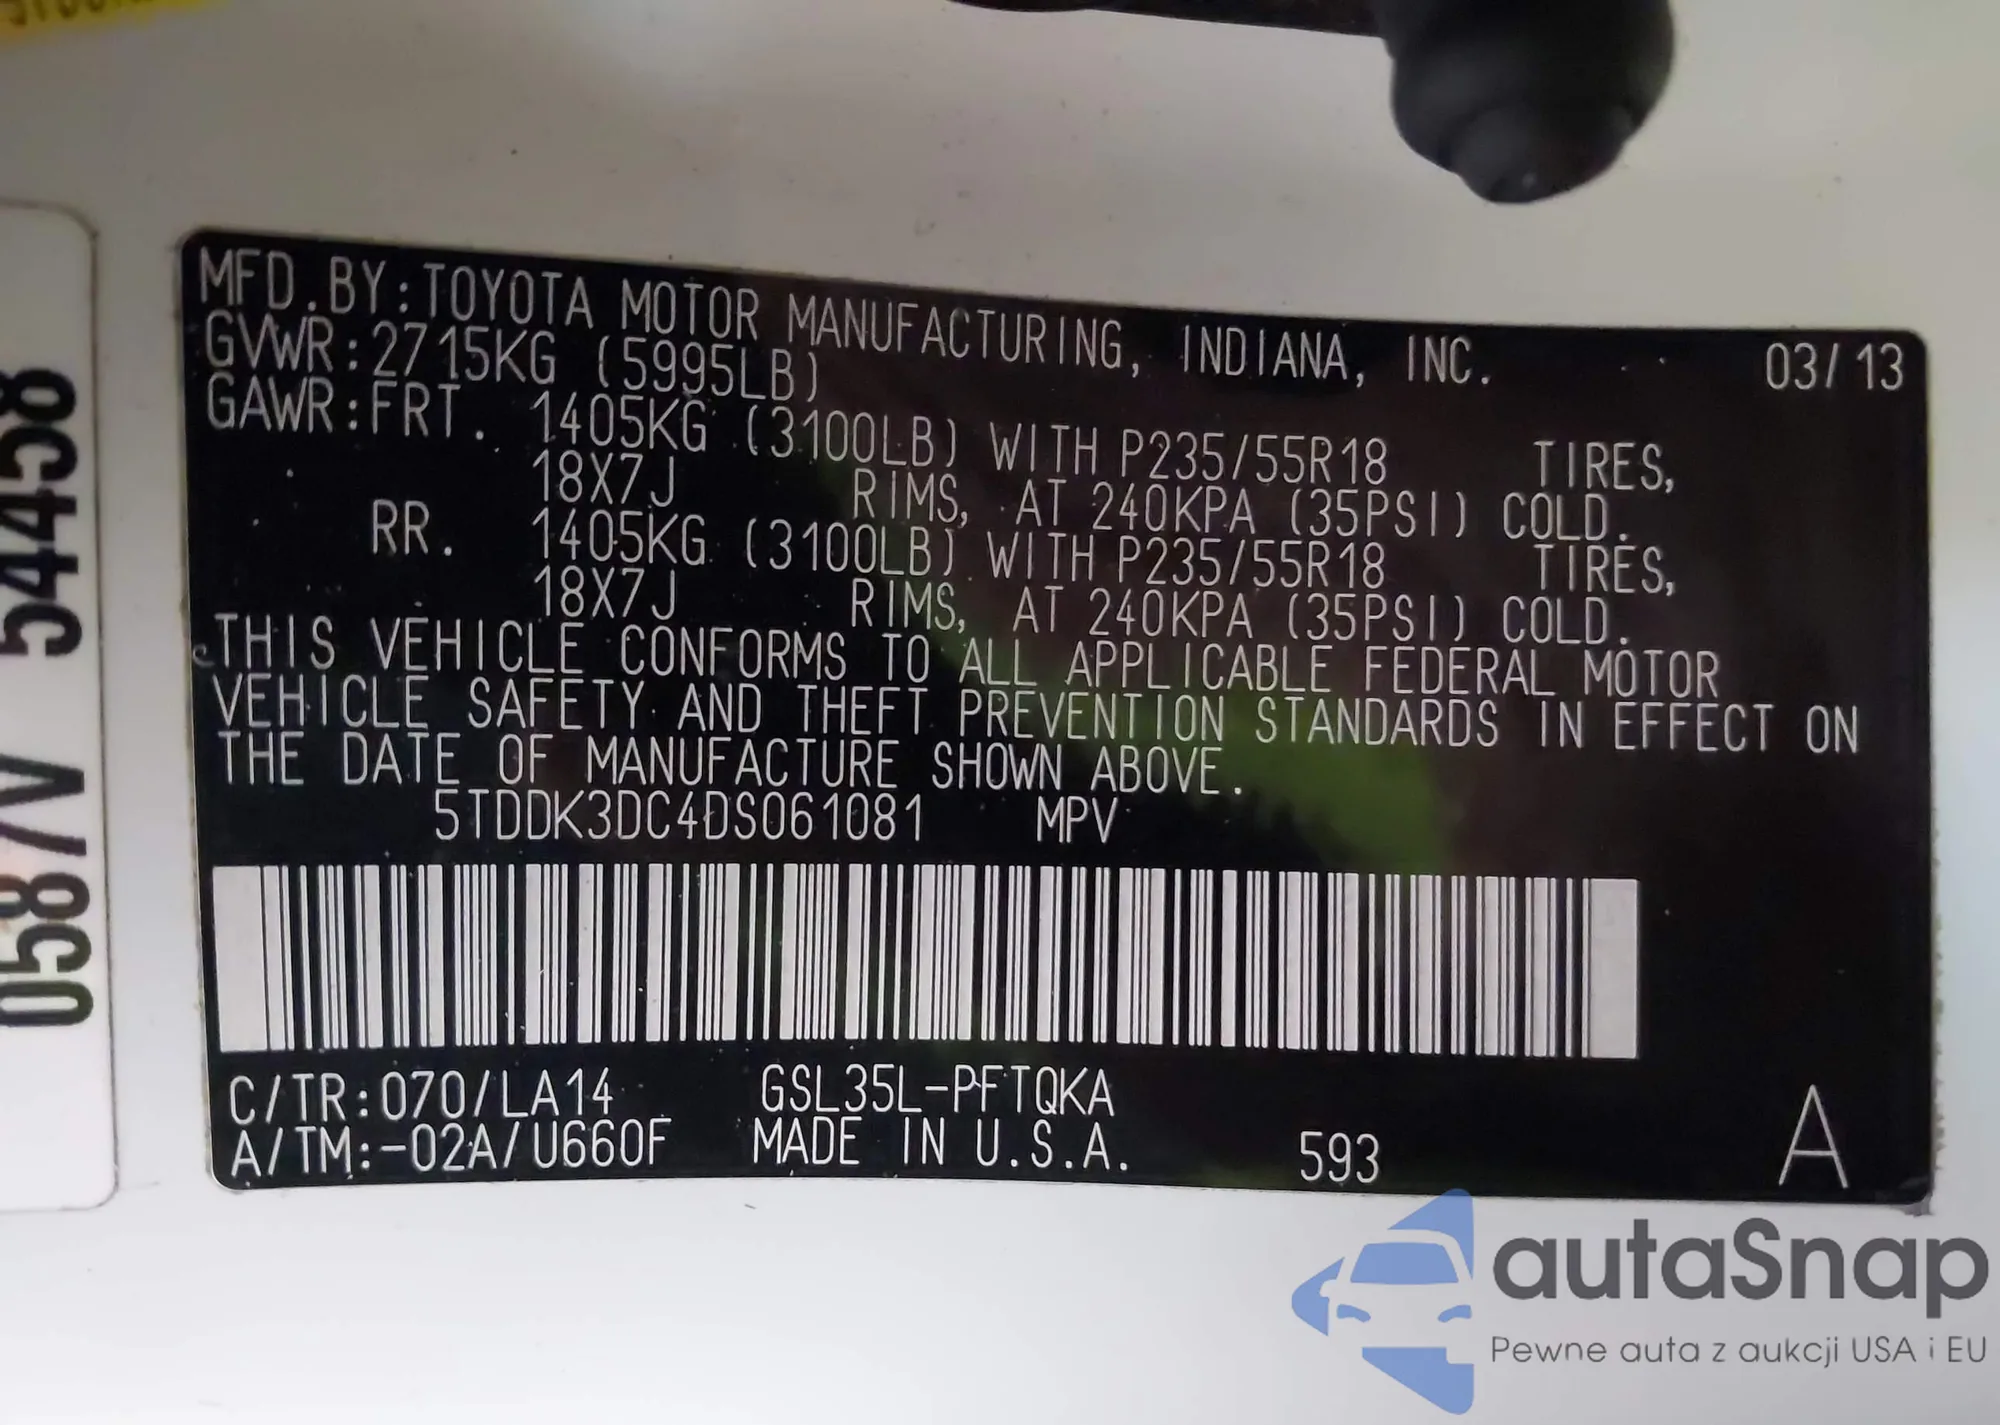 MFD.BY:TOYOTA MOTOR MANUFACTURING, INDIANA, INC. 03/13
GVWR:2715KG (5995LB)
GAWR:FRT. 1405KG (3100LB) WITH P235/55R18 TIRES,
18X7J RIMS, AT 240KPA (35PSI) COLD.
RR. 1405KG (3100LB) WITH P235/55R18 TIRES,
18X7J RIMS, AT 240KPA (35PSI) COLD.
THIS VEHICLE CONFORMS TO ALL APPLICABLE FEDERAL MOTOR
VEHICLE SAFETY AND THEFT PREVENTION STANDARDS IN EFFECT ON
THE DATE OF MANUFACTURE SHOWN ABOVE.
5TDDK3DC4DS061081 MPV
C/TR:070/LA14 GSL35L-PFTQKA
A/TM:-02A/U660F MADE IN U.S.A. 593 A
0587V 54458
autaSnap
Pewne auta z aukcji USA i EU